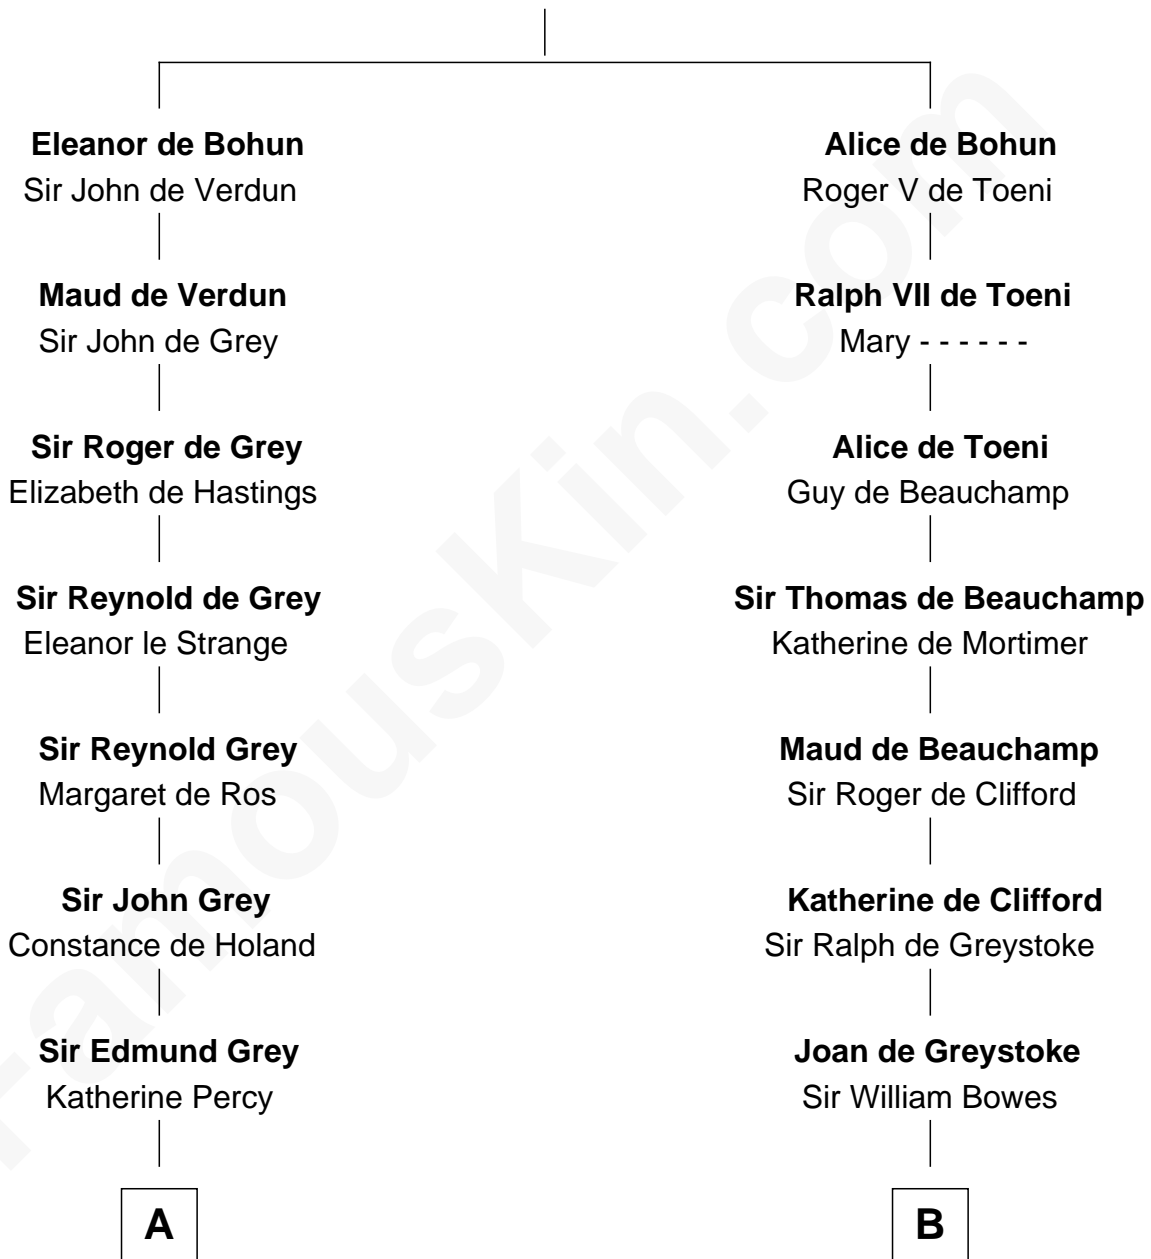 Eleanor de Bohun
Sir John de Verdun
Maud de Verdun
Sir John de Grey
Sir Roger de Grey
Elizabeth de Hastings
Sir Reynold de Grey
Eleanor le Strange
Sir Reynold Grey
Margaret de Ros
Sir John Grey
Constance de Holand
Sir Edmund Grey
Katherine Percy
A
Alice de Bohun
Roger V de Toeni
Ralph VII de Toeni
Mary - - - - - -
Alice de Toeni
Guy de Beauchamp
Sir Thomas de Beauchamp
Katherine de Mortimer
Maud de Beauchamp
Sir Roger de Clifford
Katherine de Clifford
Sir Ralph de Greystoke
Joan de Greystoke
Sir William Bowes
B
FamousKin.com